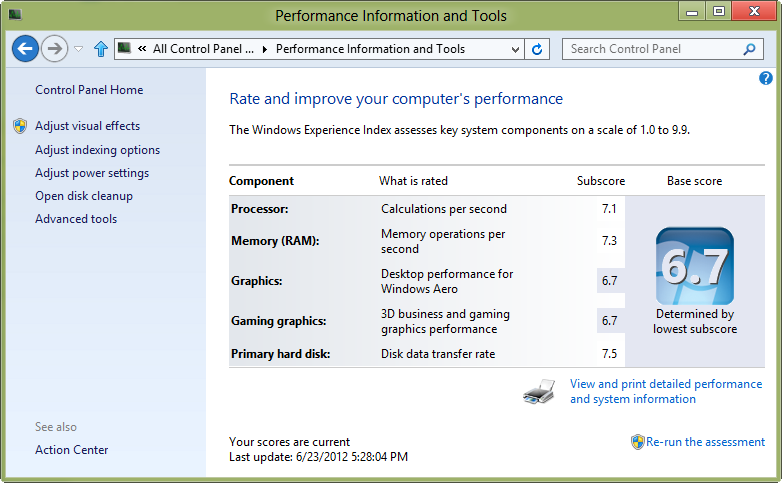 Performance Information and Tools
« All Control Panel ... Performance Information and Tools
Search Control Panel
Control Panel Home
Adjust visual effects
Adjust indexing options
Adjust power settings
Open disk cleanup
Advanced tools
See also
Action Center
Rate and improve your computer's performance
The Windows Experience Index assesses key system components on a scale of 1.0 to 9.9.
Component What is rated Subscore Base score
Processor: Calculations per second 7.1
Memory (RAM): Memory operations per
second 7.3
Graphics: Desktop performance for
Windows Aero 6.7
Gaming graphics: 3D business and gaming
graphics performance 6.7
Primary hard disk: Disk data transfer rate 7.5
6.7
Determined by
lowest subscore
View and print detailed performance
and system information
Your scores are current
Last update: 6/23/2012 5:28:04 PM
Re-run the assessment